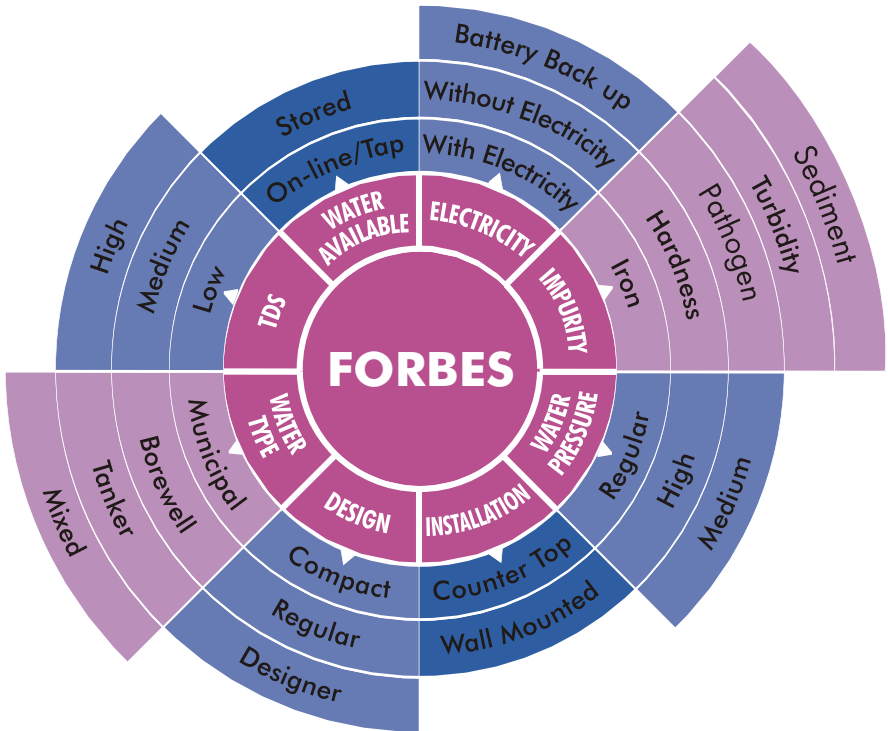 FORBES
WATER
AVAILABLE
On-line/Tap
Stored
ELECTRICITY
With Electricity
Without Electricity
Battery Back up
IMPURITY
Iron
Hardness
Pathogen
Turbidity
Sediment
WATER
PRESSURE
Regular
High
Medium
INSTALLATION
Counter Top
Wall Mounted
DESIGN
Compact
Regular
Designer
WATER
TYPE
Municipal
Borewell
Tanker
Mixed
TDS
Low
Medium
High